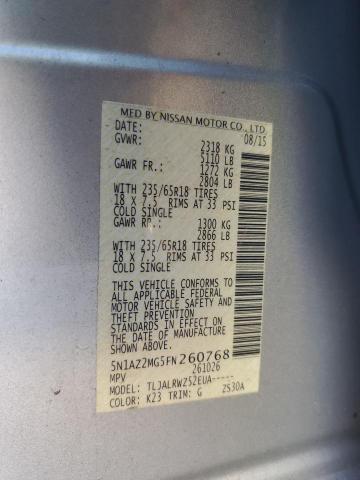 MFD BY NISSAN MOTOR CO., LTD.
DATE: 08/15
GVWR: 2318 KG
5110 LB
GAWR FR.: 1272 KG
2804 LB
WITH 235/65R18 TIRES
18 X 7.5 RIMS AT 33 PSI
COLD SINGLE
GAWR RR.: 1300 KG
2866 LB
WITH 235/65R18 TIRES
18 X 7.5 RIMS AT 33 PSI
COLD SINGLE
THIS VEHICLE CONFORMS TO
ALL APPLICABLE FEDERAL
MOTOR VEHICLE SAFETY AND
THEFT PREVENTION
STANDARDS IN EFFECT ON THE
DATE OF MANUFACTURE SHOWN
ABOVE.
5N1AZ2MG5FN260768
MPV 261026
MODEL: TLJALRWZ52EUA-----
COLOR: K23 TRIM: G ZS30A